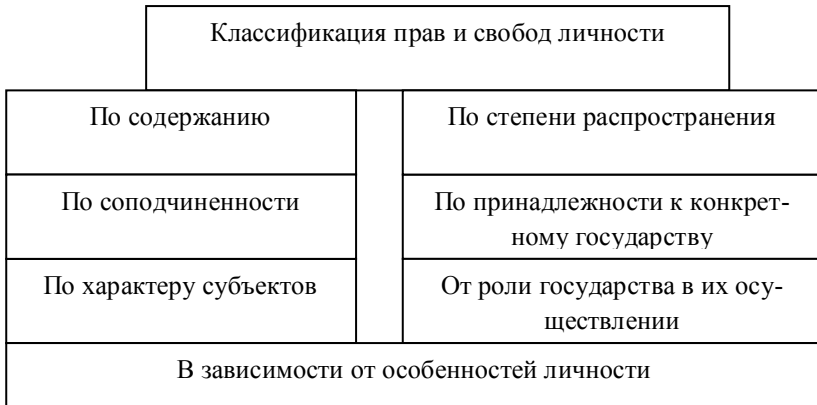 Классификация прав и свобод личности
По содержанию
По степени распространения
По соподчиненности
По принадлежности к конкрет-
ному государству
По характеру субъектов
От роли государства в их осу-
ществлении
В зависимости от особенностей личности